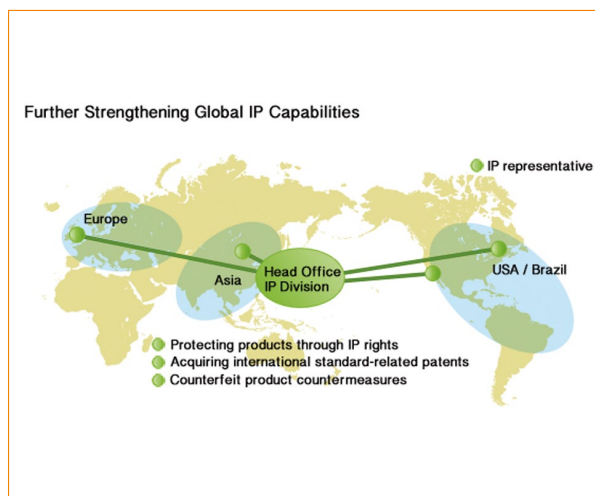 Further Strengthening Global IP Capabilities
IP representative
Europe
Asia
Head Office
IP Division
USA / Brazil
Protecting products through IP rights
Acquiring international standard-related patents
Counterfeit product countermeasures